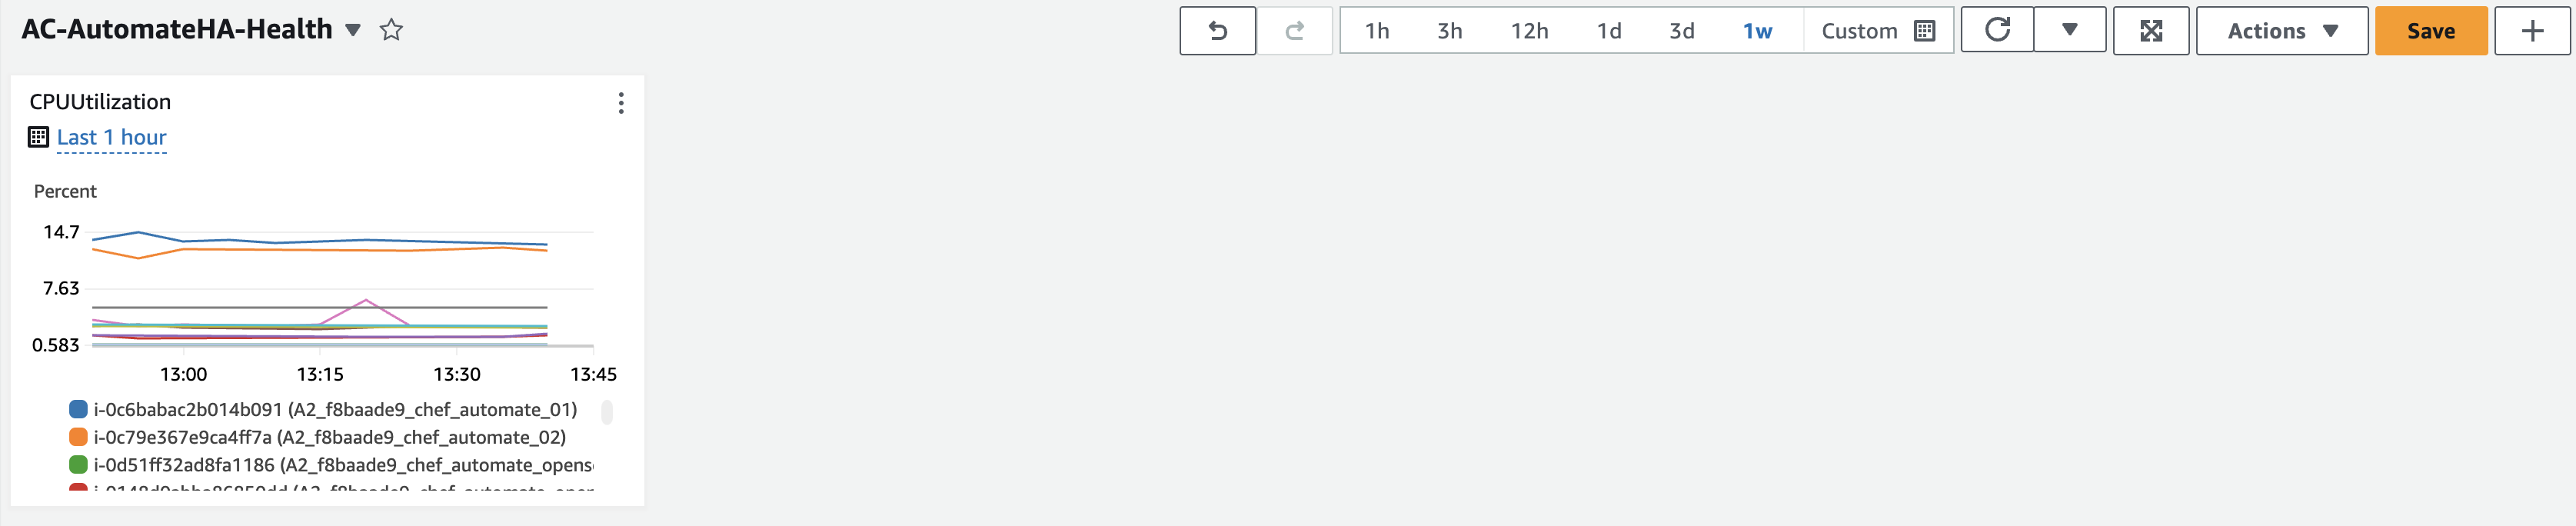 AC-AutomateHA-Health
1h 3h 12h 1d 3d 1w Custom Actions Save
CPUUtilization
Last 1 hour
Percent
14.7
7.63
0.583
13:00 13:15 13:30 13:45
i-0c6babac2b014b091 (A2_f8baade9_chef_automate_01)
i-0c79e367e9ca4ff7a (A2_f8baade9_chef_automate_02)
i-0d51ff32ad8fa1186 (A2_f8baade9_chef_automate_opens